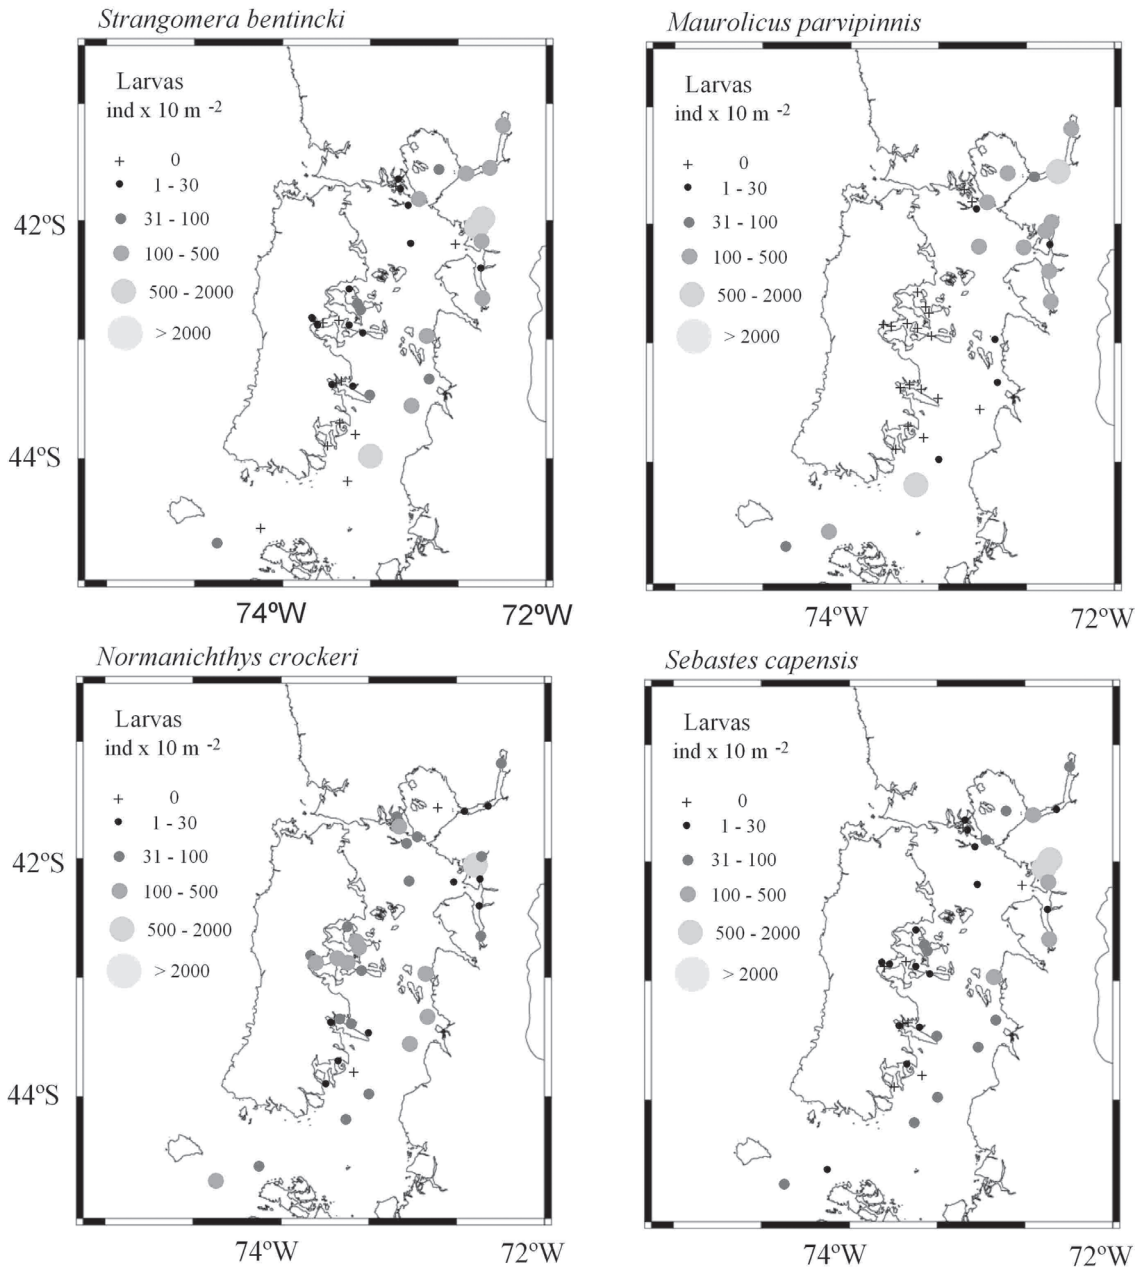 Strangomera bentincki
Larvas
ind x 10 m -2
0
1 - 30
31 - 100
100 - 500
500 - 2000
> 2000
42ºS
44ºS
74ºW 72ºW
Maurolicus parvipinnis
Larvas
ind x 10 m -2
0
1 - 30
31 - 100
100 - 500
500 - 2000
> 2000
74ºW 72ºW
Normanichthys crockeri
Larvas
ind x 10 m -2
0
1 - 30
31 - 100
100 - 500
500 - 2000
> 2000
42ºS
44ºS
74ºW 72ºW
Sebastes capensis
Larvas
ind x 10 m -2
0
1 - 30
31 - 100
100 - 500
500 - 2000
> 2000
74ºW 72ºW